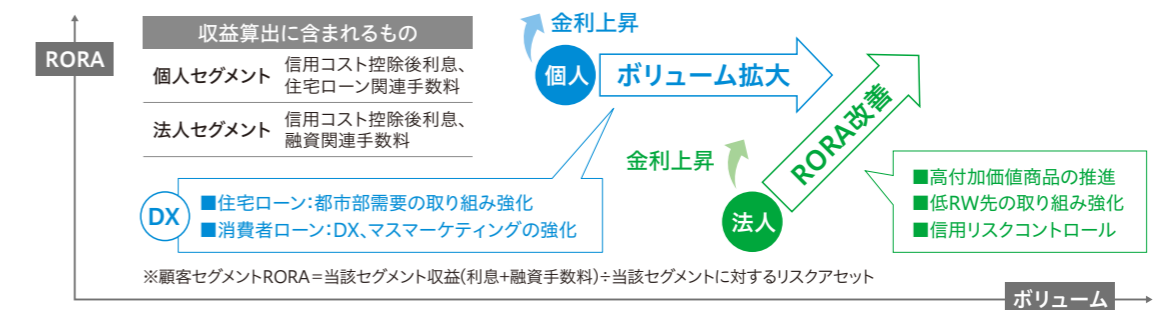 RORA
収益算出に含まれるもの
個人セグメント
信用コスト控除後利息、
住宅ローン関連手数料
法人セグメント
信用コスト控除後利息、
融資関連手数料
金利上昇
個人
ボリューム拡大
DX
■住宅ローン：都市部需要の取り組み強化
■消費者ローン：DX、マスマーケティングの強化
金利上昇
法人
RORA改善
■高付加価値商品の推進
■低RW先の取り組み強化
■信用リスクコントロール
※顧客セグメントRORA＝当該セグメント収益(利息+融資手数料)÷当該セグメントに対するリスクアセット
ボリューム